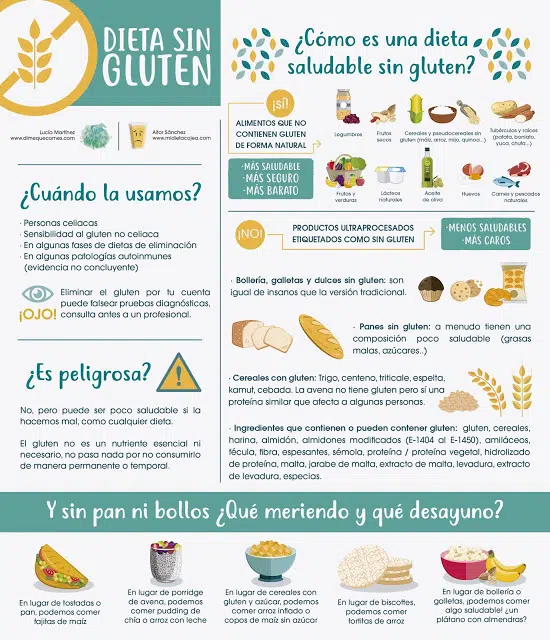 DIETA SIN
GLUTEN
Lucía Martínez
www.dimequecomes.com
Aitor Sánchez
www.midietacojea.com
¿Cuándo la usamos?
· Personas celiacas
· Sensibilidad al gluten no celiaca
· En algunas fases de dietas de eliminación
· En algunas patologías autoinmunes
(evidencia no concluyente)
¡OJO!
Eliminar el gluten por tu cuenta
puede falsear pruebas diagnósticas,
consulta antes a un profesional.
¿Es peligrosa?
No, pero puede ser poco saludable si la
hacemos mal, como cualquier dieta.
El gluten no es un nutriente esencial ni
necesario, no pasa nada por no consumirlo
de manera permanente o temporal.
¿Cómo es una dieta
saludable sin gluten?
¡SÍ!
ALIMENTOS QUE NO
CONTIENEN GLUTEN
DE FORMA NATURAL
·MÁS SALUDABLE
·MÁS SEGURO
·MÁS BARATO
Legumbres
Frutos
secos
Cereales y pseudocereales sin
gluten (maíz, arroz, mijo, quinoa...)
Tubérculos y raíces
(patata, boniato,
yuca, chufa...)
Frutas y
verduras
Lácteos
naturales
Aceite
de oliva
Huevos
Carnes y pescados
naturales
¡NO!
PRODUCTOS ULTRAPROCESADOS
ETIQUETADOS COMO SIN GLUTEN
·MENOS SALUDABLES
·MÁS CAROS
· Bollería, galletas y dulces sin gluten: son
igual de insanos que la versión tradicional.
· Panes sin gluten: a menudo tienen una
composición poco saludable (grasas
malas, azúcares..)
· Cereales con gluten: Trigo, centeno, triticale, espelta,
kamut, cebada. La avena no tiene gluten pero sí una
proteína similar que afecta a algunas personas.
· Ingredientes que contienen o pueden contener gluten: gluten, cereales,
harina, almidón, almidones modificados (E-1404 al E-1450), amiláceos,
fécula, fibra, espesantes, sémola, proteína / proteína vegetal, hidrolizado
de proteína, malta, jarabe de malta, extracto de malta, levadura, extracto
de levadura, especias.
Y sin pan ni bollos ¿Qué meriendo y qué desayuno?
En lugar de tostadas o
pan, podemos comer
fajitas de maíz
En lugar de porridge
de avena, podemos
comer pudding de
chía o arroz con leche
En lugar de cereales con
gluten y azúcar, podemos
comer arroz inflado o
copos de maíz sin azúcar
En lugar de biscottes,
podemos comer
tortitas de arroz
En lugar de bollería o
galletas, ¡podemos comer
algo saludable! ¿un
plátano con almendras?